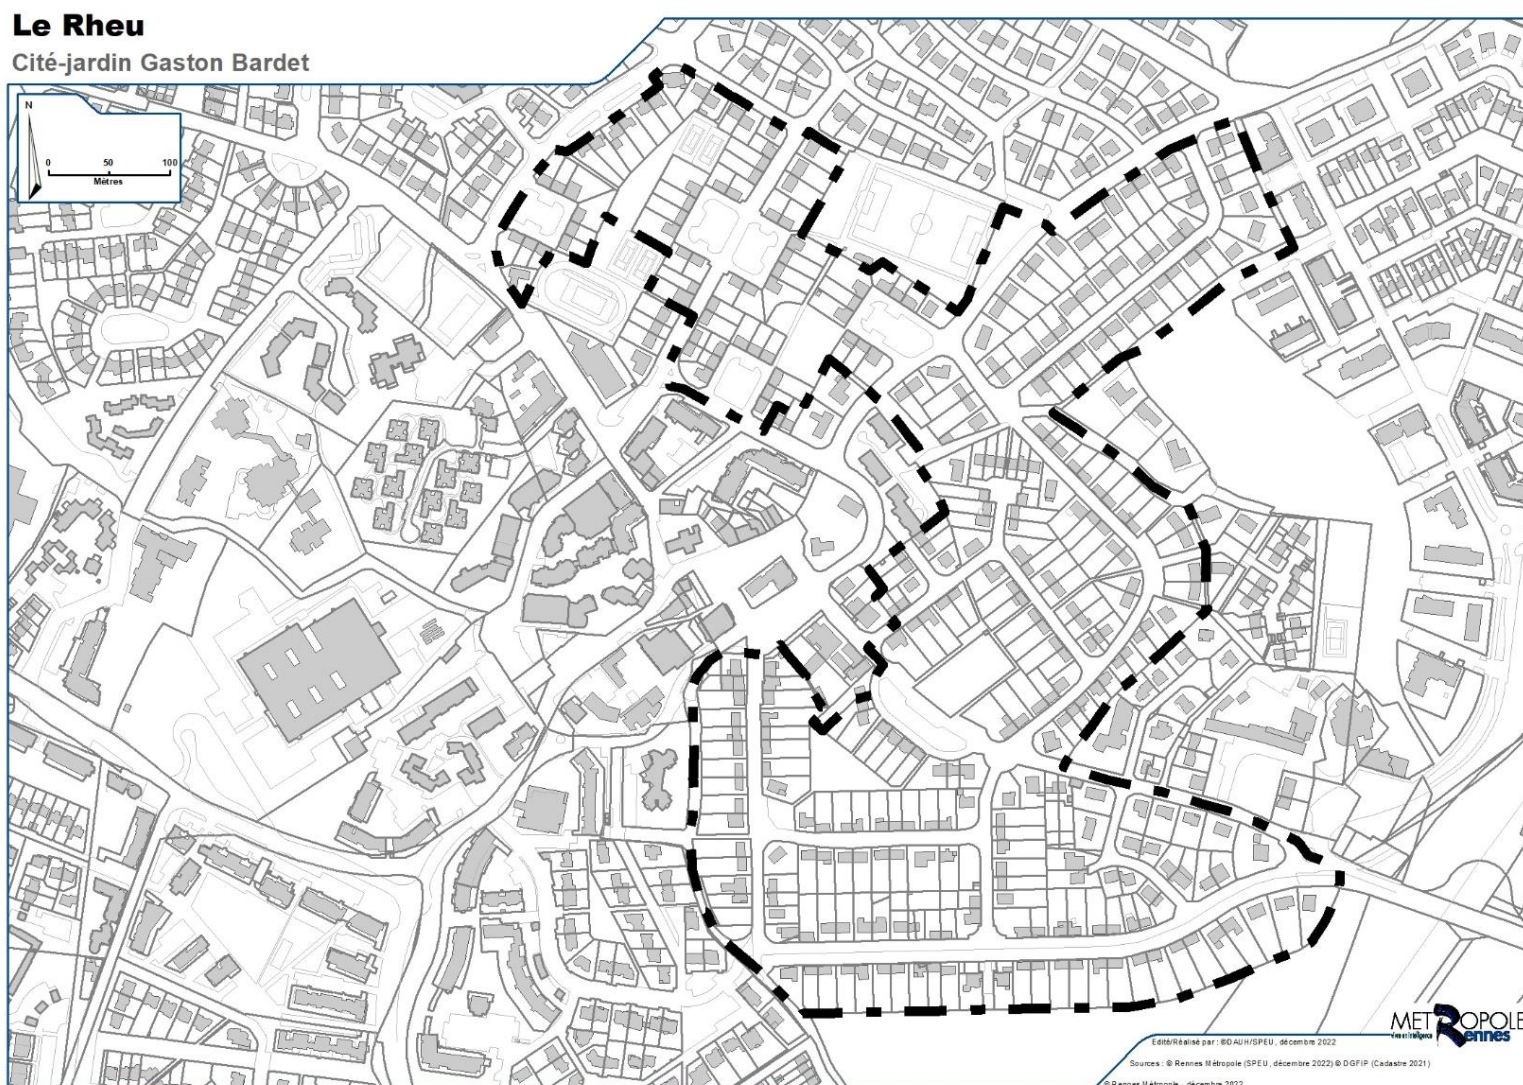 Le Rheu
Cité-jardin Gaston Bardet
N
0 50 100
Mètres
METROPOLE
Rennes
Edité/Réalisé par : ©DAUH/SPEU, décembre 2022
Sources : © Rennes Métropole (SPEU, décembre 2022) © DGFIP (Cadastre 2021)
© Rennes Métropole - décembre 2022